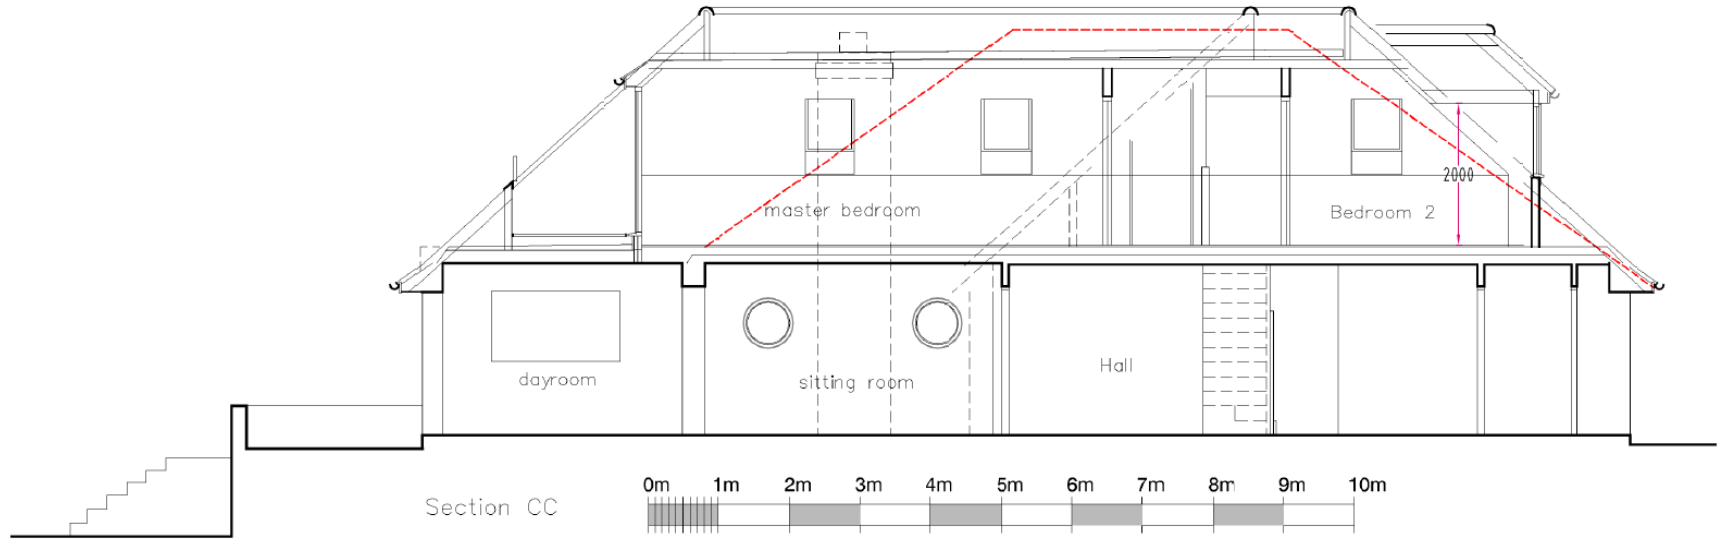 2000
master bedroom
Bedroom 2
dayroom
sitting room
Hall
Section CC
0m 1m 2m 3m 4m 5m 6m 7m 8m 9m 10m